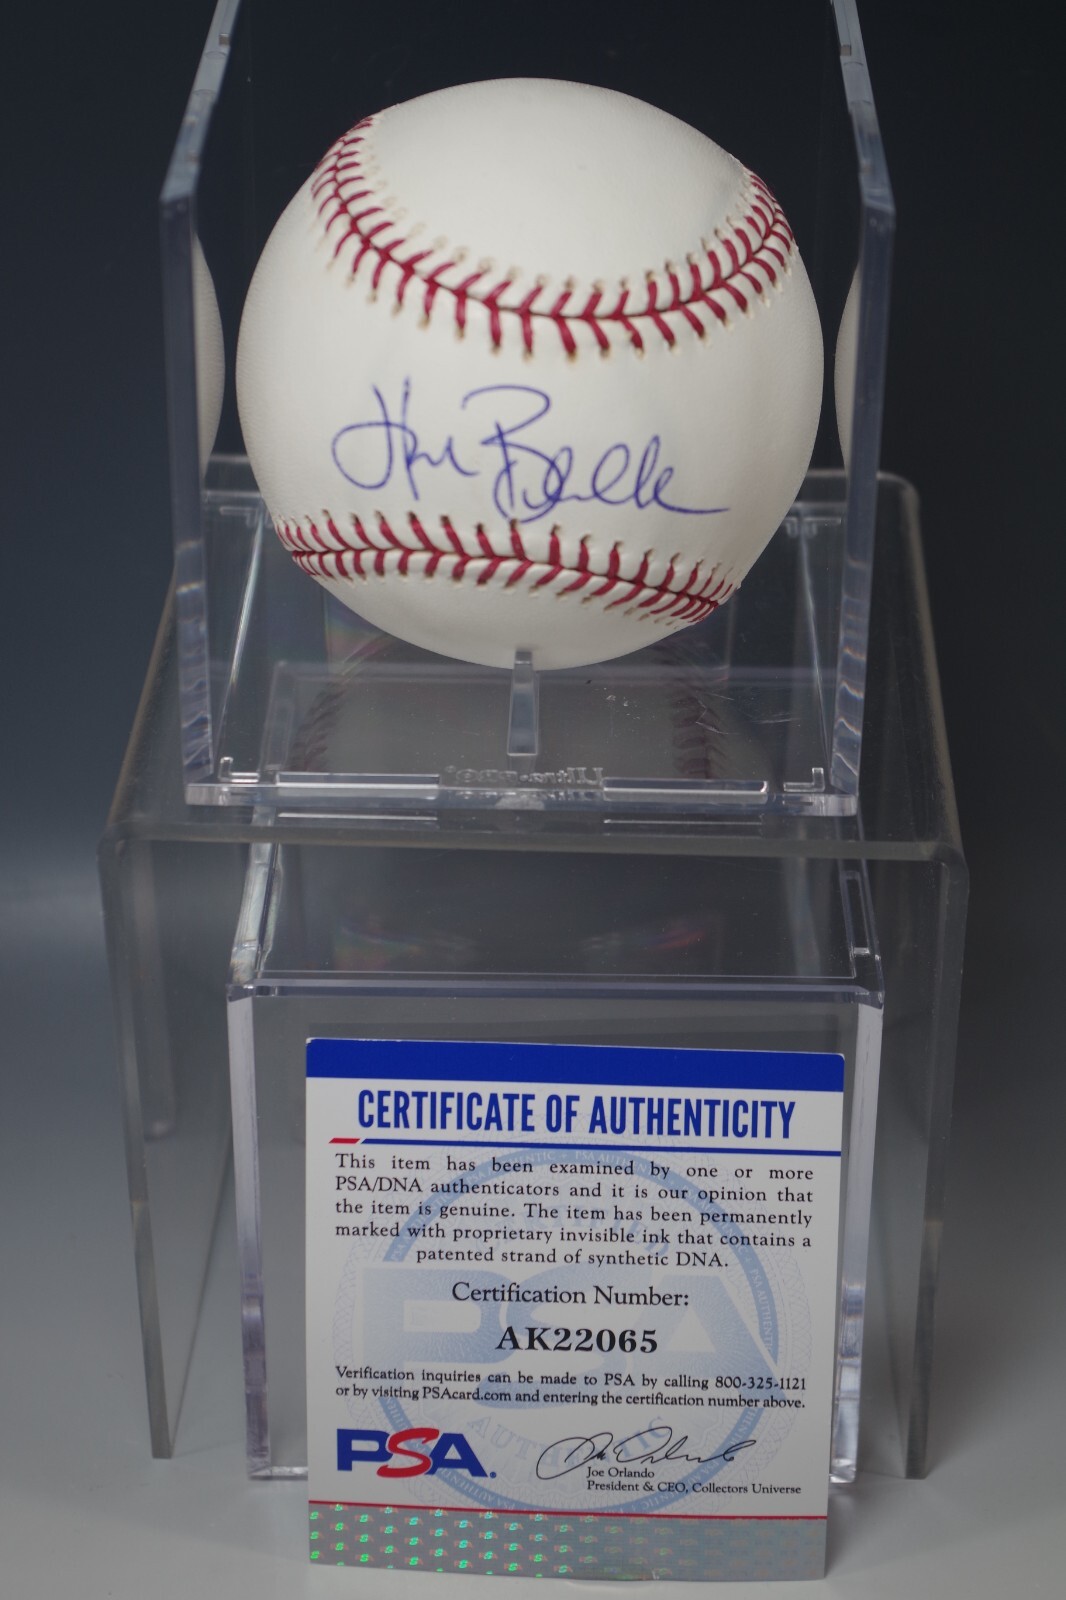 Hank Blalock
CERTIFICATE OF AUTHENTICITY
This item has been examined by one or more
PSA/DNA authenticators and it is our opinion that
the item is genuine. The item has been permanently
marked with proprietary invisible ink that contains a
patented strand of synthetic DNA.
Certification Number:
AK22065
Verification inquiries can be made to PSA by calling 800-325-1121
or by visiting PSAcard.com and entering the certification number above.
PSA.
Joe Orlando
President & CEO, Collectors Universe